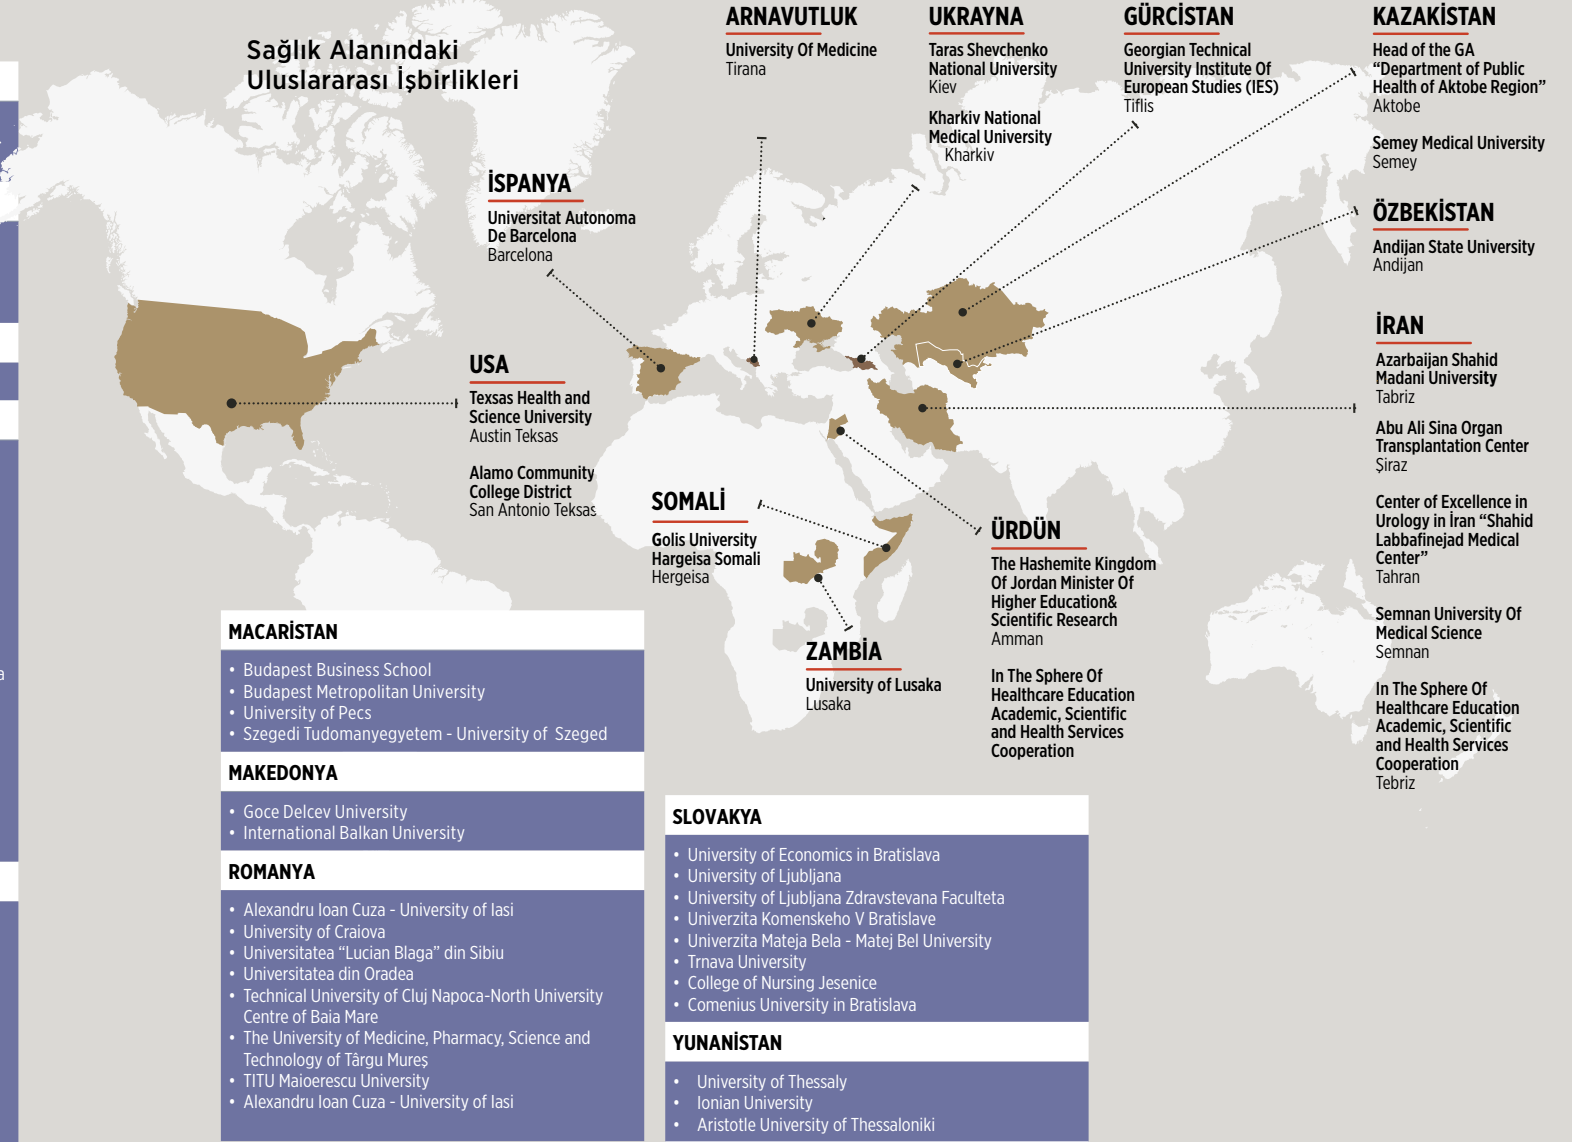 Sağlık Alanındaki
Uluslararası İşbirlikleri
ARNAVUTLUK
University Of Medicine
Tirana
UKRAYNA
Taras Shevchenko
National University
Kiev
Kharkiv National
Medical University
Kharkiv
GÜRCİSTAN
Georgian Technical
University Institute Of
European Studies (IES)
Tiflis
KAZAKİSTAN
Head of the GA
“Department of Public
Health of Aktobe Region”
Aktobe
Semey Medical University
Semey
İSPANYA
Universitat Autonoma
De Barcelona
Barcelona
ÖZBEKİSTAN
Andijan State University
Andijan
USA
Texsas Health and
Science University
Austin Teksas
Alamo Community
College District
San Antonio Teksas
İRAN
Azarbaijan Shahid
Madani University
Tabriz
Abu Ali Sina Organ
Transplantation Center
Şiraz
Center of Excellence in
Urology in İran “Shahid
Labbafinejad Medical
Center”
Tahran
Semnan University Of
Medical Science
Semnan
In The Sphere Of
Healthcare Education
Academic, Scientific
and Health Services
Cooperation
Tebriz
SOMALİ
Golis University
Hargeisa Somali
Hergeisa
ÜRDÜN
The Hashemite Kingdom
Of Jordan Minister Of
Higher Education&
Scientific Research
Amman
In The Sphere Of
Healthcare Education
Academic, Scientific
and Health Services
Cooperation
ZAMBİA
University of Lusaka
Lusaka
a
MACARİSTAN
• Budapest Business School
• Budapest Metropolitan University
• University of Pecs
• Szegedi Tudomanyegyetem - University of Szeged
MAKEDONYA
• Goce Delcev University
• International Balkan University
ROMANYA
• Alexandru Ioan Cuza - University of Iasi
• University of Craiova
• Universitatea “Lucian Blaga” din Sibiu
• Universitatea din Oradea
• Technical University of Cluj Napoca-North University
Centre of Baia Mare
• The University of Medicine, Pharmacy, Science and
Technology of Târgu Mureş
• TITU Maioerescu University
• Alexandru Ioan Cuza - University of Iasi
SLOVAKYA
• University of Economics in Bratislava
• University of Ljubljana
• University of Ljubljana Zdravstevana Faculteta
• Univerzita Komenskeho V Bratislave
• Univerzita Mateja Bela - Matej Bel University
• Trnava University
• College of Nursing Jesenice
• Comenius University in Bratislava
YUNANİSTAN
• University of Thessaly
• Ionian University
• Aristotle University of Thessaloniki